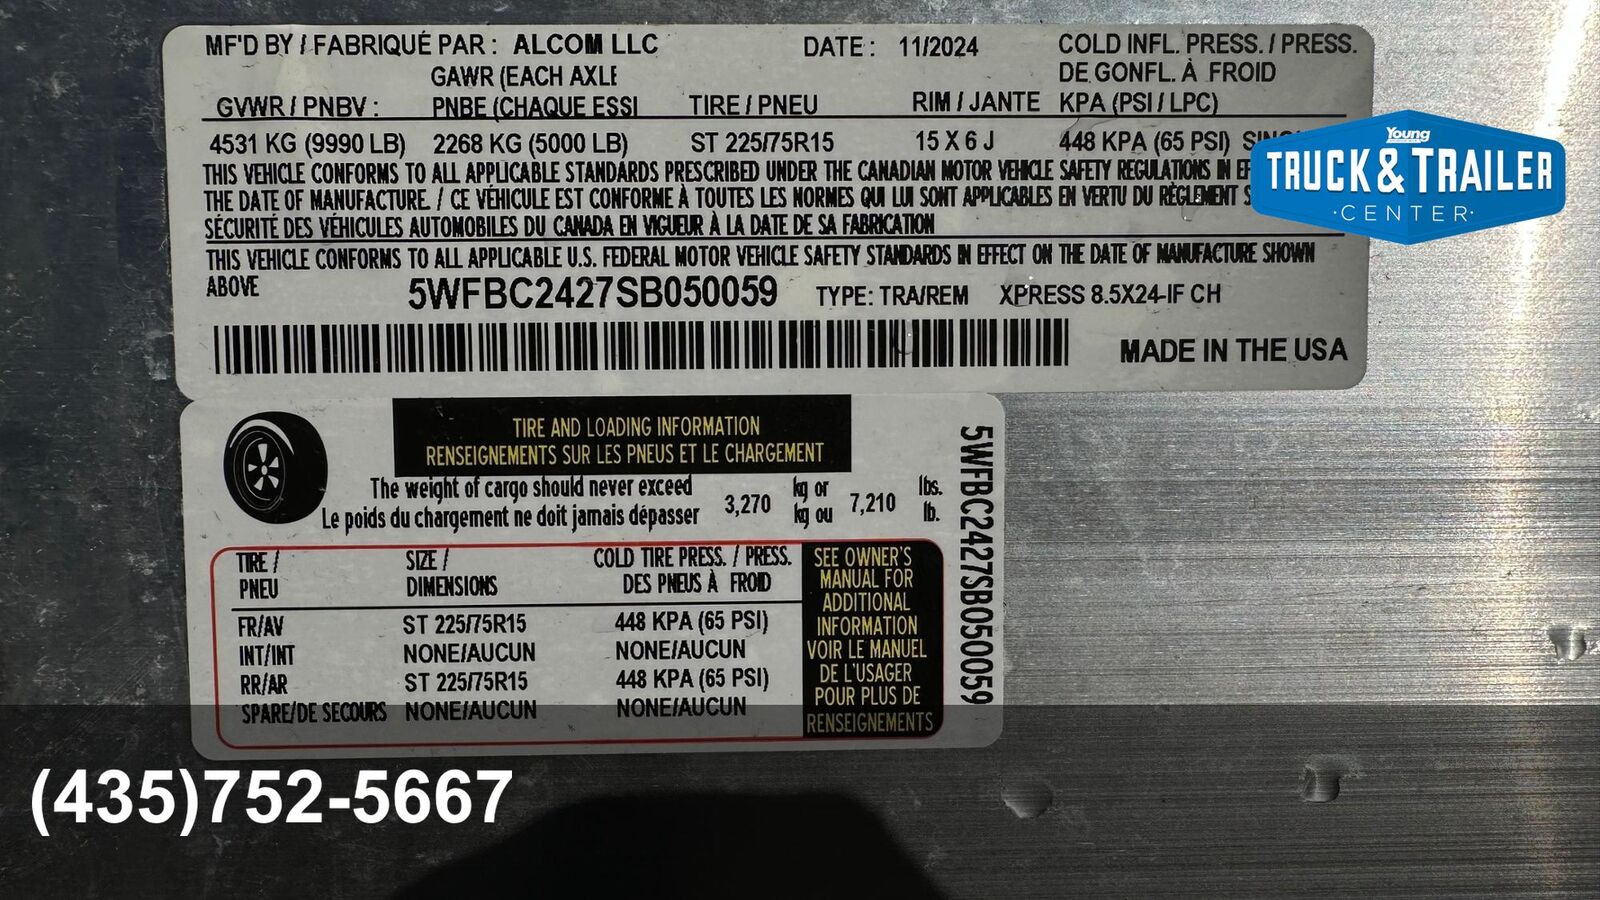 MF'D BY / FABRIQUÉ PAR : ALCOM LLC DATE : 11/2024 COLD INFL. PRESS. / PRESS.
GAWR (EACH AXLE DE GONFL. À FROID
GVWR / PNBV : PNBE (CHAQUE ESSI TIRE / PNEU RIM / JANTE KPA (PSI / LPC)
4531 KG (9990 LB) 2268 KG (5000 LB) ST 225/75R15 15 X 6 J 448 KPA (65 PSI)
THIS VEHICLE CONFORMS TO ALL APPLICABLE STANDARDS PRESCRIBED UNDER THE CANADIAN MOTOR VEHICLE SAFETY REGULATIONS IN
THE DATE OF MANUFACTURE. / CE VÉHICULE EST CONFORME À TOUTES LES NORMES QUI LUI SONT APPLICABLES EN VERTU DU RÈGLEMENT
SÉCURITÉ DES VÉHICULES AUTOMOBILES DU CANADA EN VIGUEUR À LA DATE DE SA FABRICATION
THIS VEHICLE CONFORMS TO ALL APPLICABLE U.S. FEDERAL MOTOR VEHICLE SAFETY STANDARDS IN EFFECT ON THE DATE OF MANUFACTURE SHOWN
ABOVE 5WFBC2427SB050059 TYPE: TRA/REM XPRESS 8.5X24-IF CH
MADE IN THE USA
Young
TRUCK & TRAILER
·CENTER·
TIRE AND LOADING INFORMATION
RENSEIGNEMENTS SUR LES PNEUS ET LE CHARGEMENT
The weight of cargo should never exceed 3,270 kg or 7,210 lbs.
Le poids du chargement ne doit jamais dépasser kg ou lb.
TIRE / SIZE / COLD TIRE PRESS. / PRESS.
PNEU DIMENSIONS DES PNEUS À FROID
FR/AV ST 225/75R15 448 KPA (65 PSI)
INT/INT NONE/AUCUN NONE/AUCUN
RR/AR ST 225/75R15 448 KPA (65 PSI)
SPARE/DE SECOURS NONE/AUCUN NONE/AUCUN
SEE OWNER'S
MANUAL FOR
ADDITIONAL
INFORMATION
VOIR LE MANUEL
DE L'USAGER
POUR PLUS DE
RENSEIGNEMENTS
5WFBC2427SB050059
(435)752-5667